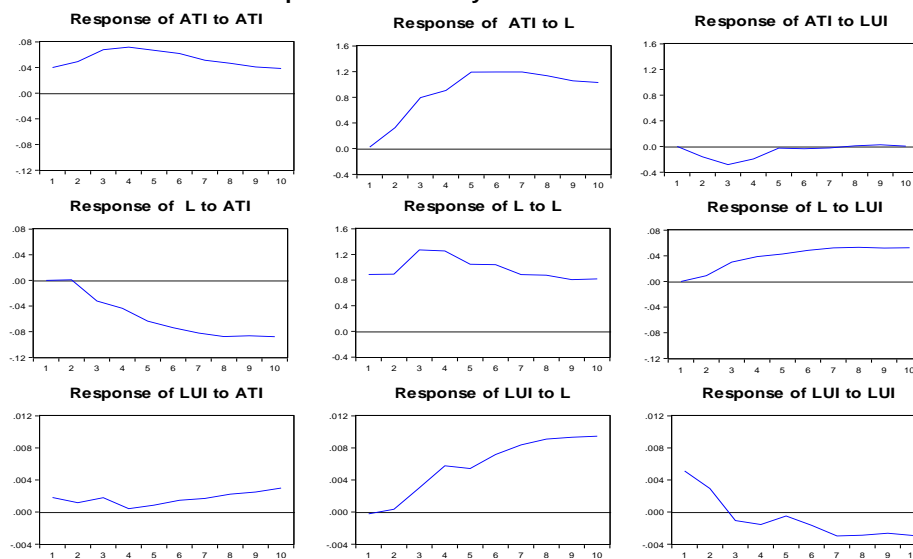 Response of ATI to ATI
Response of ATI to L
Response of ATI to LUI
.08
.04
.00
-.04
-.08
-.12
1 2 3 4 5 6 7 8 9 10
1.6
1.2
0.8
0.4
0.0
-0.4
1 2 3 4 5 6 7 8 9 10
1.6
1.2
0.8
0.4
0.0
-0.4
1 2 3 4 5 6 7 8 9 10
Response of L to ATI
Response of L to L
Response of L to LUI
.08
.04
.00
-.04
-.08
-.12
1 2 3 4 5 6 7 8 9 10
1.6
1.2
0.8
0.4
0.0
-0.4
1 2 3 4 5 6 7 8 9 10
.08
.04
.00
-.04
-.08
-.12
1 2 3 4 5 6 7 8 9 10
Response of LUI to ATI
Response of LUI to L
Response of LUI to LUI
.012
.008
.004
.000
-.004
1 2 3 4 5 6 7 8 9 10
.012
.008
.004
.000
-.004
1 2 3 4 5 6 7 8 9 10
.012
.008
.004
.000
-.004
1 2 3 4 5 6 7 8 9